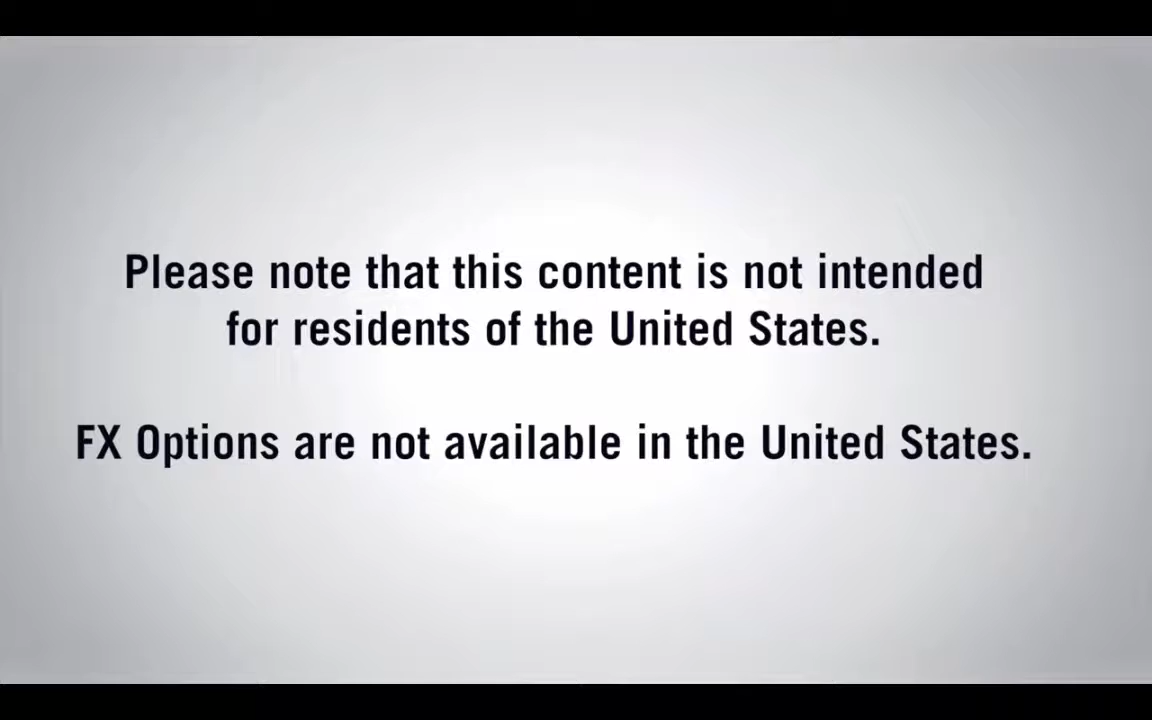 Please note that this content is not intended
for residents of the United States.
FX Options are not available in the United States.